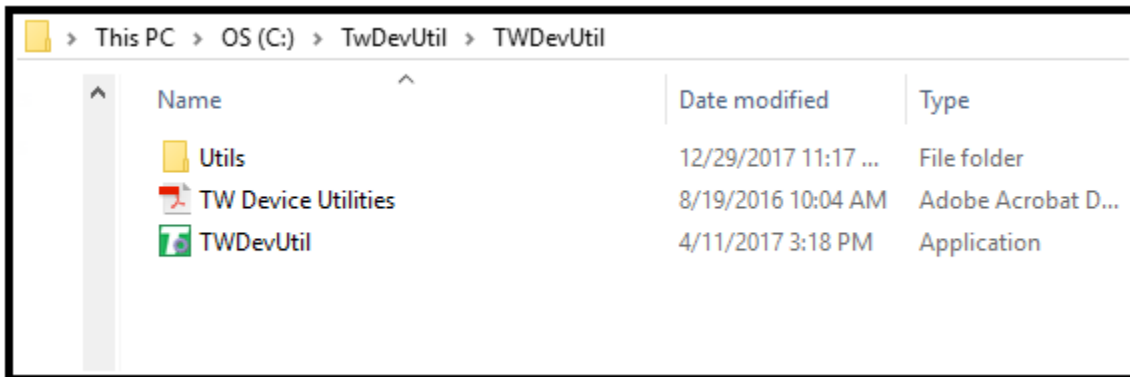 This PC > OS (C:) > TwDevUtil > TWDevUtil
Name Date modified Type
Utils 12/29/2017 11:17 ... File folder
TW Device Utilities 8/19/2016 10:04 AM Adobe Acrobat D...
TWDevUtil 4/11/2017 3:18 PM Application